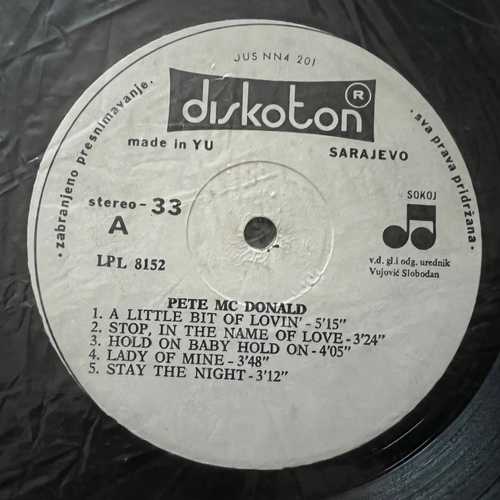 JUS NN4 201
diskoton ®
made in YU
SARAJEVO
· zabranjeno presnimavanje.
· sva prava pridržana ·
stereo - 33
A
LPL 8152
SOKOJ
v.d. gl.i odg. urednik
Vujović Slobodan
PETE MC DONALD
1. A LITTLE BIT OF LOVIN' - 5'15"
2. STOP, IN THE NAME OF LOVE - 3'24"
3. HOLD ON BABY HOLD ON - 4'05"
4. LADY OF MINE - 3'48"
5. STAY THE NIGHT - 3'12"